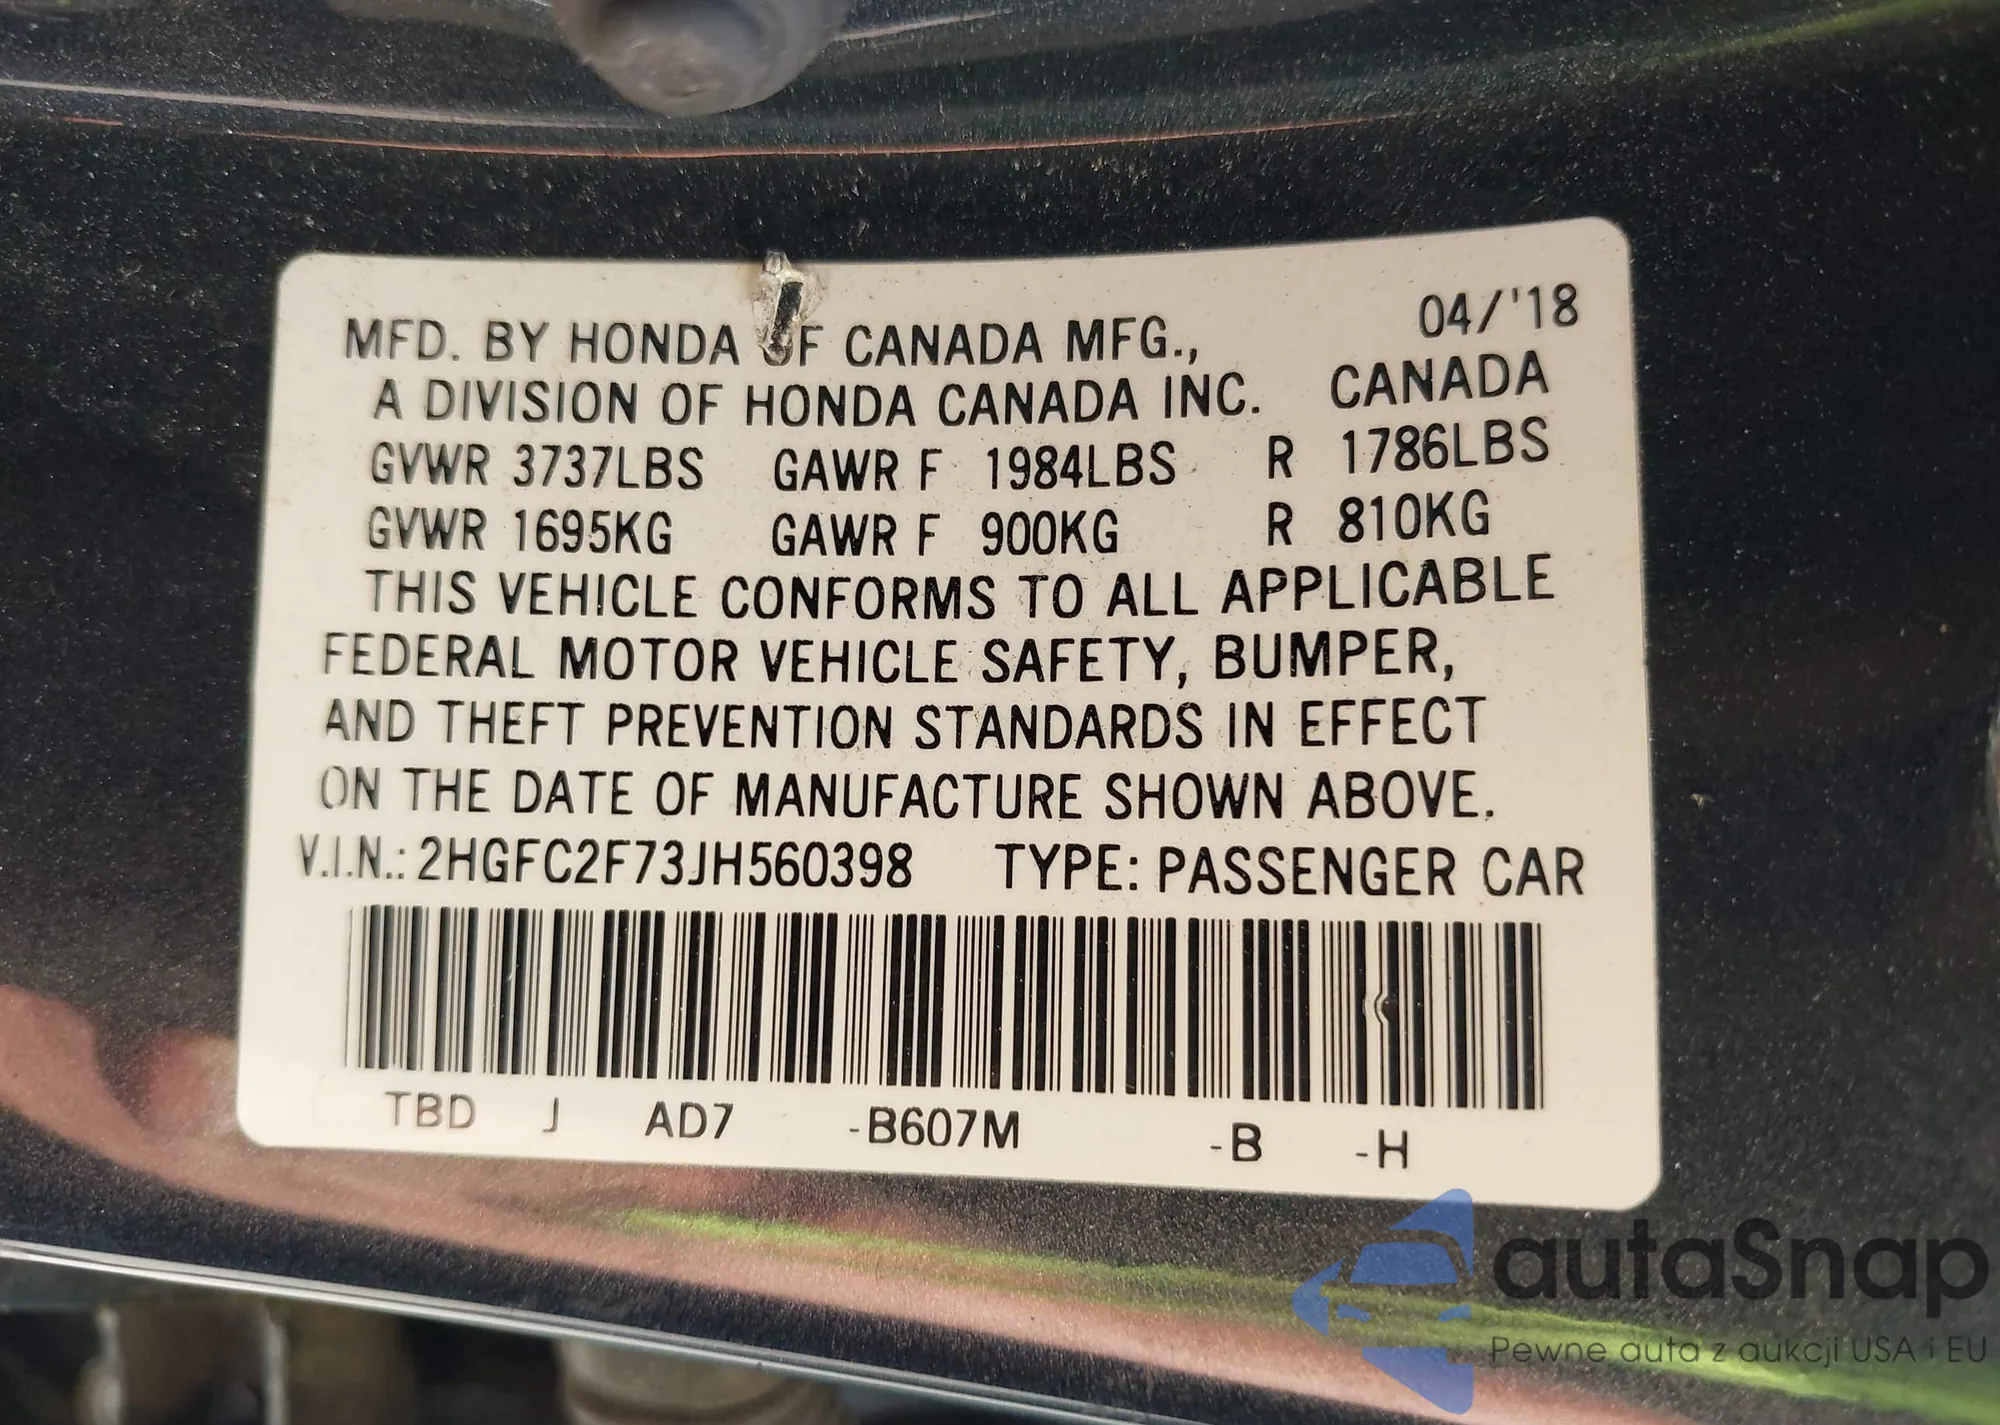 04/'18
MFD. BY HONDA OF CANADA MFG.,
A DIVISION OF HONDA CANADA INC. CANADA
GVWR 3737LBS GAWR F 1984LBS R 1786LBS
GVWR 1695KG GAWR F 900KG R 810KG
THIS VEHICLE CONFORMS TO ALL APPLICABLE
FEDERAL MOTOR VEHICLE SAFETY, BUMPER,
AND THEFT PREVENTION STANDARDS IN EFFECT
ON THE DATE OF MANUFACTURE SHOWN ABOVE.
V.I.N.: 2HGFC2F73JH560398 TYPE: PASSENGER CAR
TBD J AD7 -B607M -B -H
autaSnap
Pewne auta z aukcji USA i EU